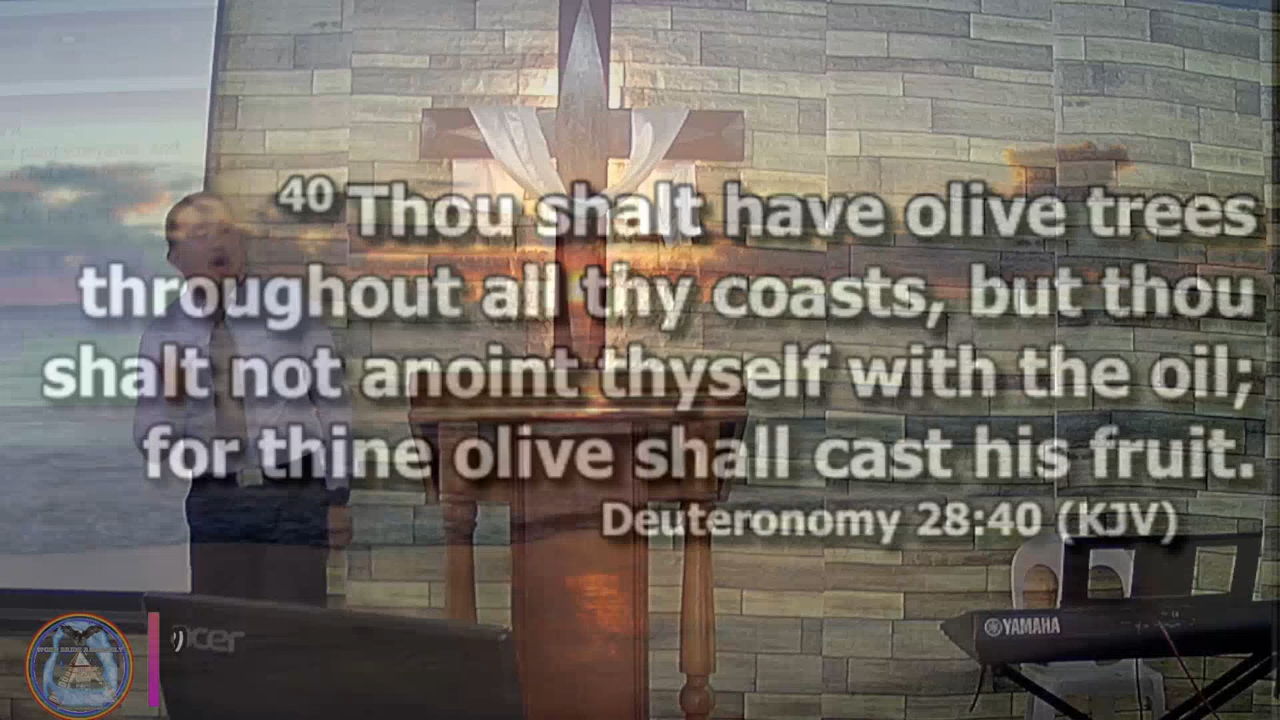 40 Thou shalt have olive trees
throughout all thy coasts, but thou
shalt not anoint thyself with the oil;
for thine olive shall cast his fruit.
Deuteronomy 28:40 (KJV)
YAMAHA
acer